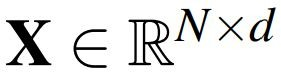 X ∈ ℝ^{N×d}